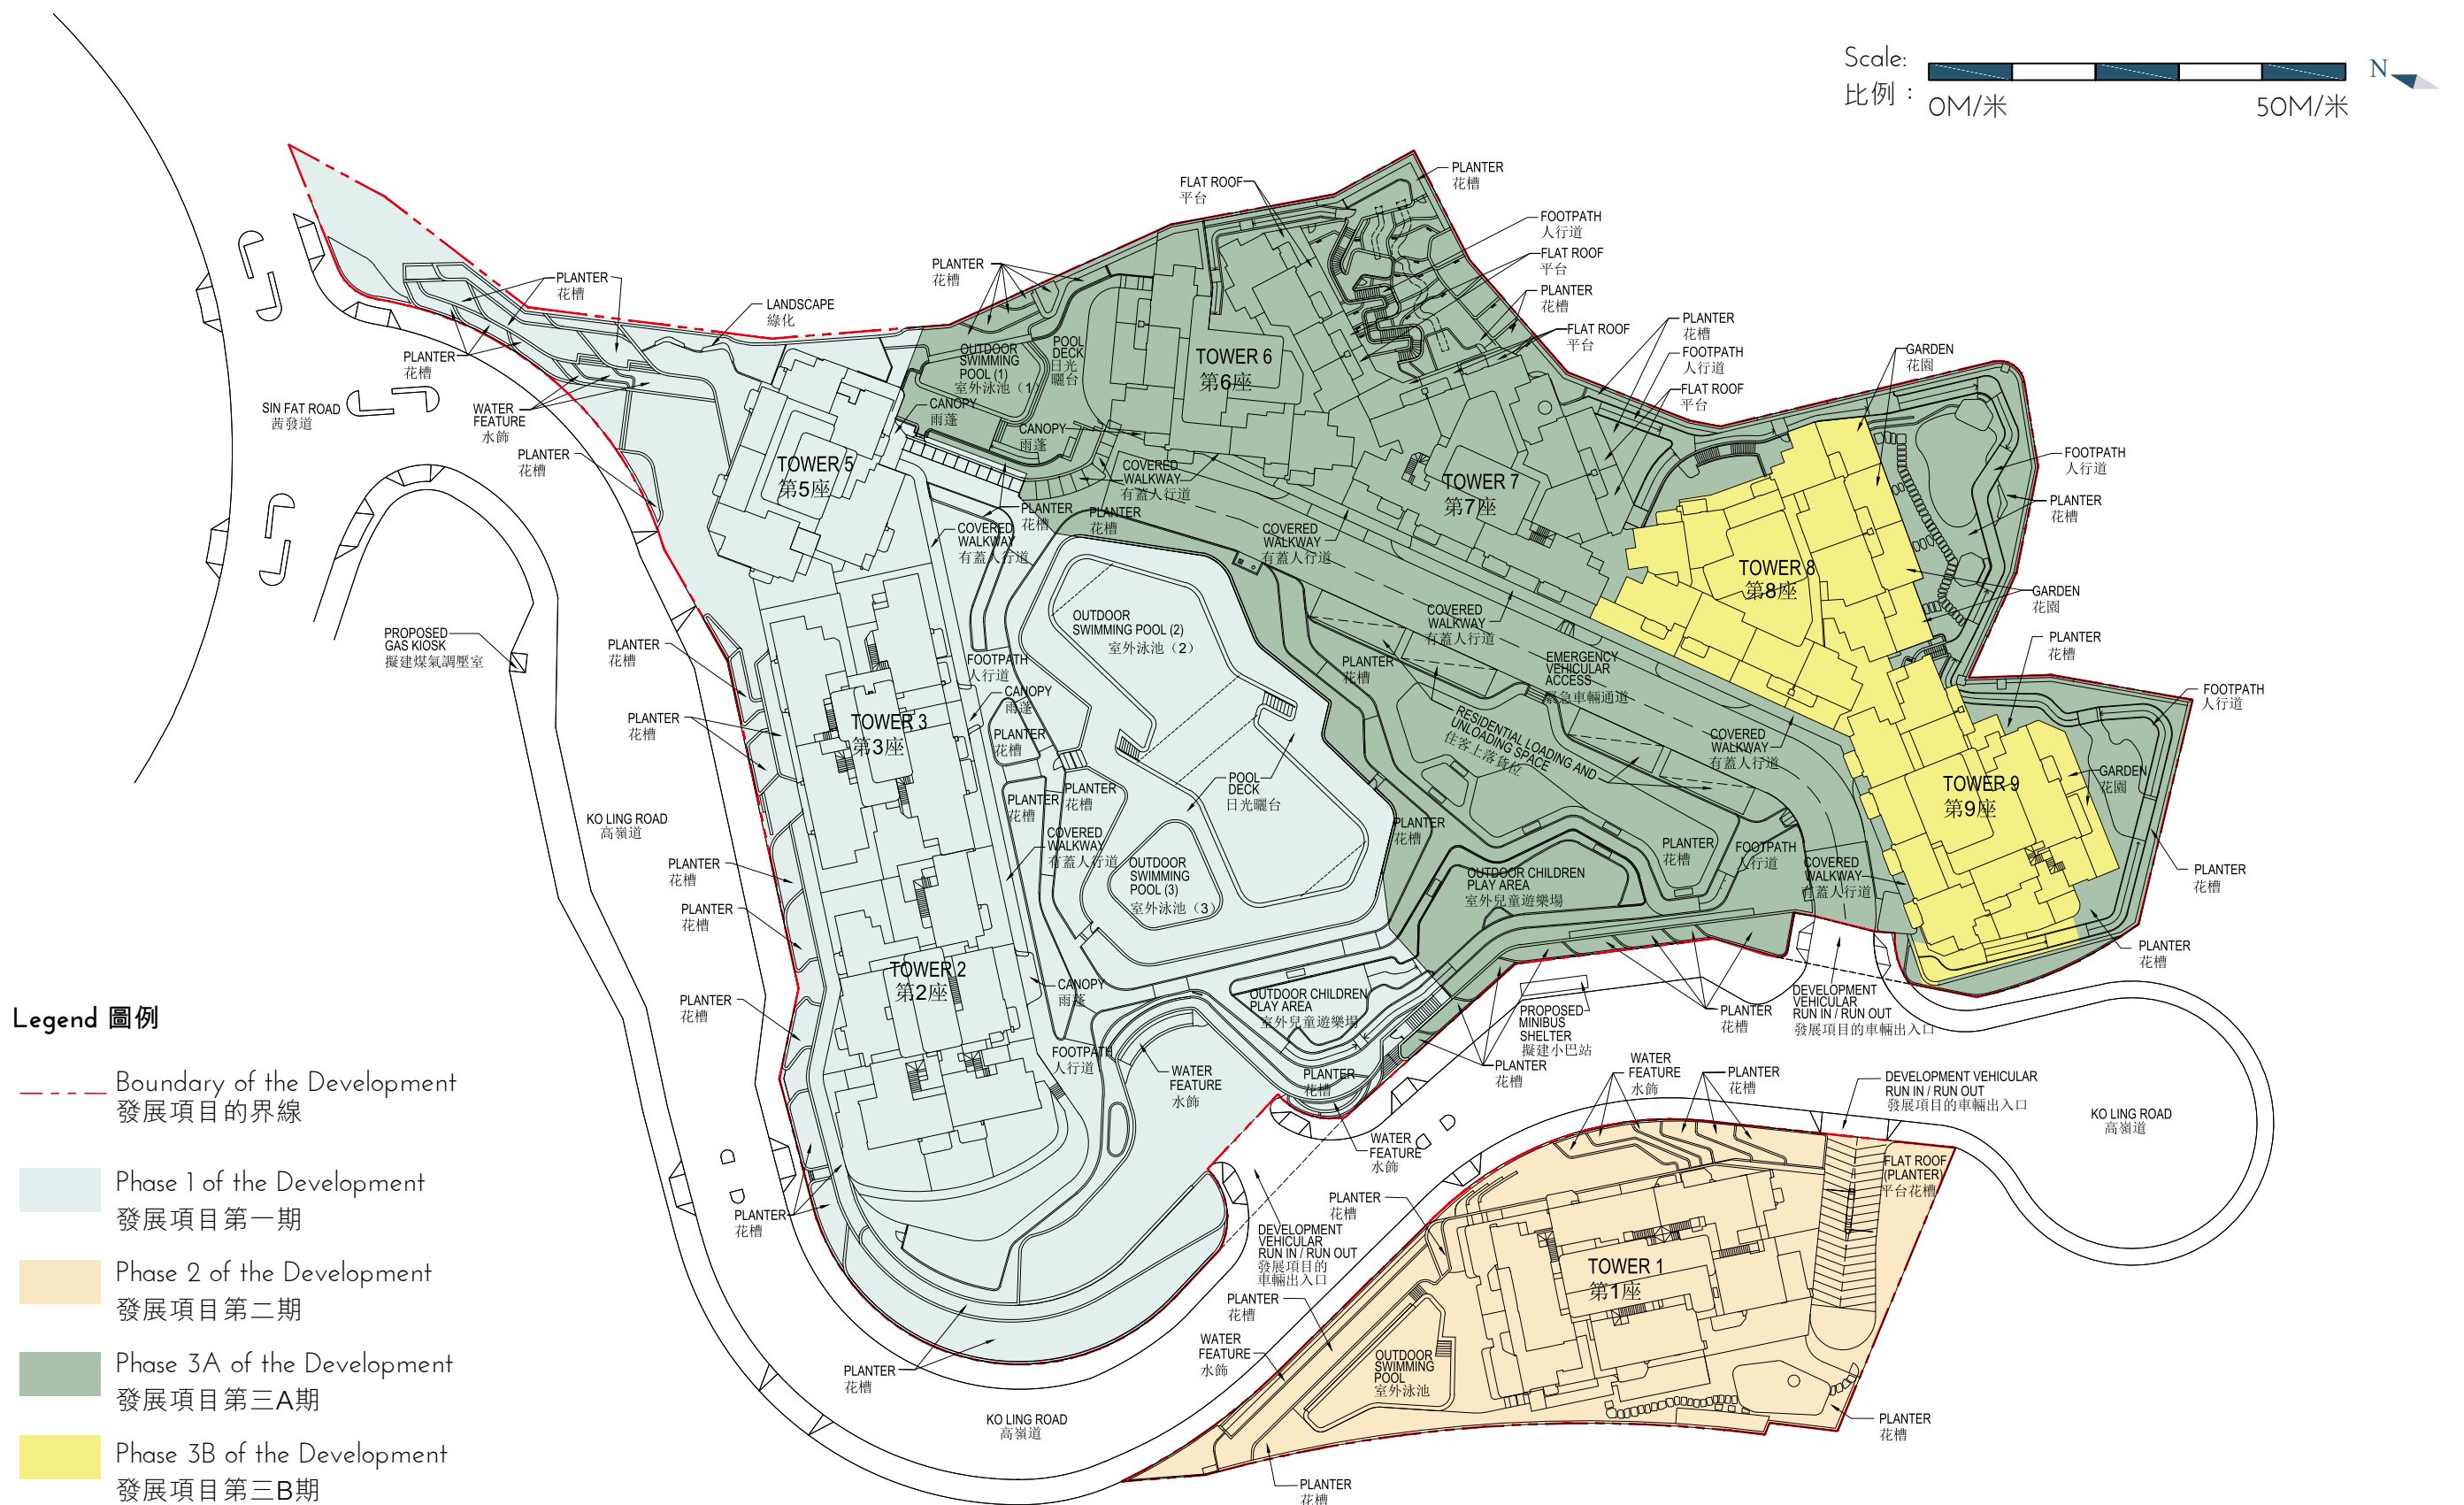 Scale:
比例：
0M/米
50M/米
N
PLANTER
花槽
FLAT ROOF
平台
FOOTPATH
人行道
FLAT ROOF
平台
PLANTER
花槽
PLANTER
花槽
PLANTER
花槽
LANDSCAPE
綠化
FLAT ROOF
平台
PLANTER
花槽
FOOTPATH
人行道
FLAT ROOF
平台
GARDEN
花園
PLANTER
花槽
SIN FAT ROAD
茜發道
WATER
FEATURE
水飾
PLANTER
花槽
OUTDOOR
SWIMMING
POOL (1)
室外泳池（1
POOL
DECK
日光
曬台
CANOPY
雨蓬
CANOPY
雨蓬
TOWER 6
第6座
TOWER 5
第5座
TOWER 7
第7座
COVERED
WALKWAY
有蓋人行道
PLANTER
花槽
PLANTER
花槽
COVERED
WALKWAY
有蓋人行道
COVERED
WALKWAY
有蓋人行道
FOOTPATH
人行道
PLANTER
花槽
TOWER 8
第8座
GARDEN
花園
PLANTER
花槽
FOOTPATH
人行道
PROPOSED
GAS KIOSK
擬建煤氣調壓室
PLANTER
花槽
OUTDOOR
SWIMMING POOL (2)
室外泳池（2）
COVERED
WALKWAY
有蓋人行道
FOOTPATH
人行道
CANOPY
雨蓬
PLANTER
花槽
EMERGENCY
VEHICULAR
ACCESS
緊急車輛通道
RESIDENTIAL LOADING AND
UNLOADING SPACE
住客上落貨位
COVERED
WALKWAY
有蓋人行道
TOWER 3
第3座
PLANTER
花槽
PLANTER
花槽
PLANTER
花槽
PLANTER
花槽
POOL
DECK
日光曬台
TOWER 9
第9座
GARDEN
花園
KO LING ROAD
高嶺道
COVERED
WALKWAY
有蓋人行道
OUTDOOR
SWIMMING
POOL (3)
室外泳池（3）
PLANTER
花槽
PLANTER
花槽
FOOTPATH
人行道
COVERED
WALKWAY
有蓋人行道
OUTDOOR CHILDREN
PLAY AREA
室外兒童遊樂場
PLANTER
花槽
PLANTER
花槽
PLANTER
花槽
PLANTER
花槽
TOWER 2
第2座
CANOPY
雨蓬
OUTDOOR CHILDREN
PLAY AREA
室外兒童遊樂場
PLANTER
花槽
PROPOSED
MINIBUS
SHELTER
擬建小巴站
PLANTER
花槽
DEVELOPMENT
VEHICULAR
RUN IN / RUN OUT
發展項目的車輛出入口
FOOTPATH
人行道
WATER
FEATURE
水飾
PLANTER
花槽
PLANTER
花槽
WATER
FEATURE
水飾
PLANTER
花槽
DEVELOPMENT VEHICULAR
RUN IN / RUN OUT
發展項目的車輛出入口
KO LING ROAD
高嶺道
WATER
FEATURE
水飾
FLAT ROOF
(PLANTER)
平台花槽
PLANTER
花槽
PLANTER
花槽
DEVELOPMENT
VEHICULAR
RUN IN / RUN OUT
發展項目的
車輛出入口
TOWER 1
第1座
PLANTER
花槽
WATER
FEATURE
水飾
OUTDOOR
SWIMMING
POOL
室外泳池
PLANTER
花槽
KO LING ROAD
高嶺道
PLANTER
花槽
PLANTER
花槽
Legend 圖例
Boundary of the Development
發展項目的界線
Phase 1 of the Development
發展項目第一期
Phase 2 of the Development
發展項目第二期
Phase 3A of the Development
發展項目第三A期
Phase 3B of the Development
發展項目第三B期